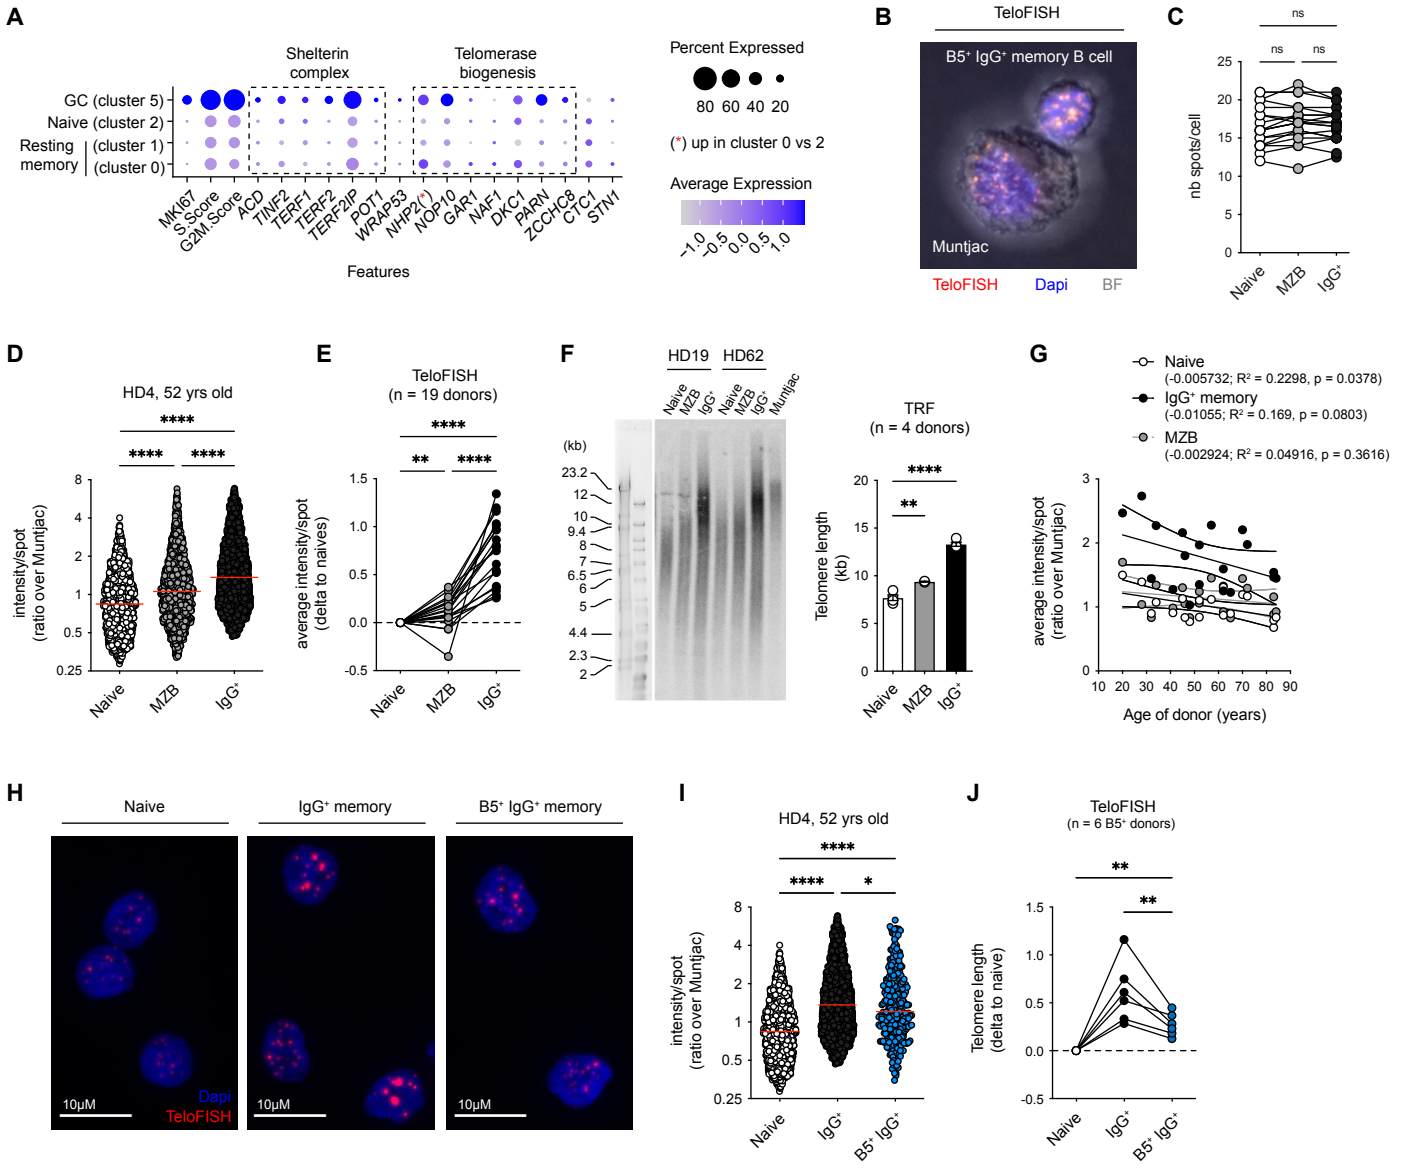 A
Shelterin
complex
Telomerase
biogenesis
GC (cluster 5)
Naive (cluster 2)
Resting
memory
(cluster 1)
(cluster 0)
MKI67
S.Score
G2M.Score
ACD
TINF2
TERF1
TERF2
TERF2IP
POT1
WRAP53
NHP2(*)
NOP10
GAR1
NAF1
DKC1
PARN
ZCCHC8
CTC1
STN1
Features
Percent Expressed
80 60 40 20
(*) up in cluster 0 vs 2
Average Expression
−1.0 −0.5 0.0 0.5 1.0
B
TeloFISH
B5+ IgG+ memory B cell
Muntjac
TeloFISH Dapi BF
C
ns
ns ns
nb spots/cell
25
20
15
10
5
0
Naive MZB IgG+
D
HD4, 52 yrs old
****
**** ****
intensity/spot
(ratio over Muntjac)
8
4
2
1
0.5
0.25
Naive MZB IgG+
E
TeloFISH
(n = 19 donors)
****
** ****
average intensity/spot
(delta to naives)
1.5
1.0
0.5
0.0
-0.5
Naive MZB IgG+
F
HD19 HD62
Naive MZB IgG+ Naive MZB IgG+ Muntjac
(kb)
23.2
12
10
9.4
8
7
6.5
6
5
4.4
2.3
2
TRF
(n = 4 donors)
****
**
Telomere length
(kb)
20
15
10
5
0
Naive MZB IgG+
G
Naive
(-0.005732; R² = 0.2298, p = 0.0378)
IgG+ memory
(-0.01055; R² = 0.169, p = 0.0803)
MZB
(-0.002924; R² = 0.04916, p = 0.3616)
average intensity/spot
(ratio over Muntjac)
3
2
1
0
10 20 30 40 50 60 70 80 90
Age of donor (years)
H
Naive
IgG+ memory
B5+ IgG+ memory
Dapi
TeloFISH
10µM
10µM
10µM
I
HD4, 52 yrs old
****
**** *
intensity/spot
(ratio over Muntjac)
8
4
2
1
0.5
0.25
Naive IgG+ B5+ IgG+
J
TeloFISH
(n = 6 B5+ donors)
**
**
Telomere length
(delta to naive)
1.5
1.0
0.5
0.0
-0.5
Naive IgG+ B5+ IgG+